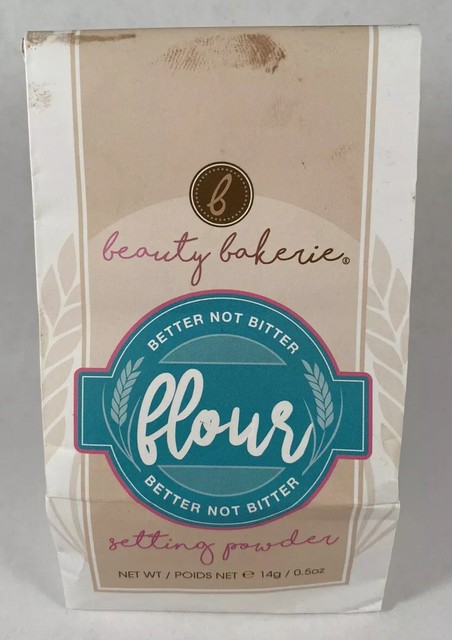 b
beauty bakerie®
BETTER NOT BITTER
flour
BETTER NOT BITTER
setting powder
NET WT / POIDS NET ℮ 14g / 0.5oz